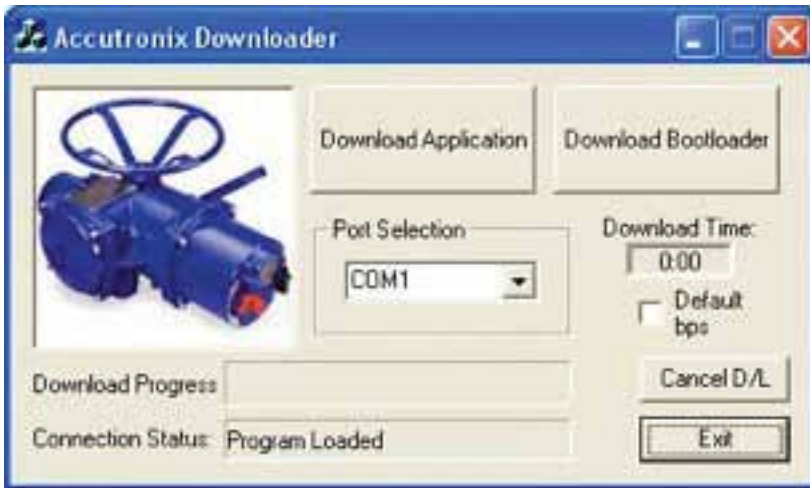 Accutronix Downloader
Download Application
Download Bootloader
Port Selection
COM1
Download Time:
0:00
Default
bps
Download Progress
Cancel D/L
Connection Status:
Program Loaded
Exit